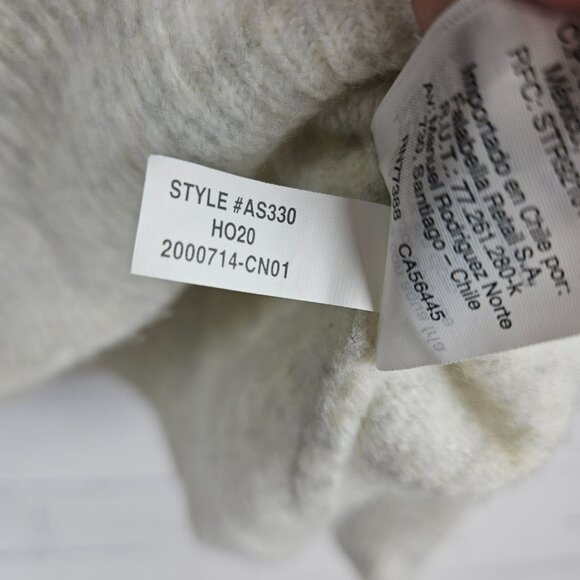 STYLE #AS330
HO20
2000714-CN01
RFC:
Importado en Chile por:
Falabella Retail S.A.
R.U.T.: 77.261.280-k
Rodriguez Norte
Santiago – Chile
RN77388
CA56445